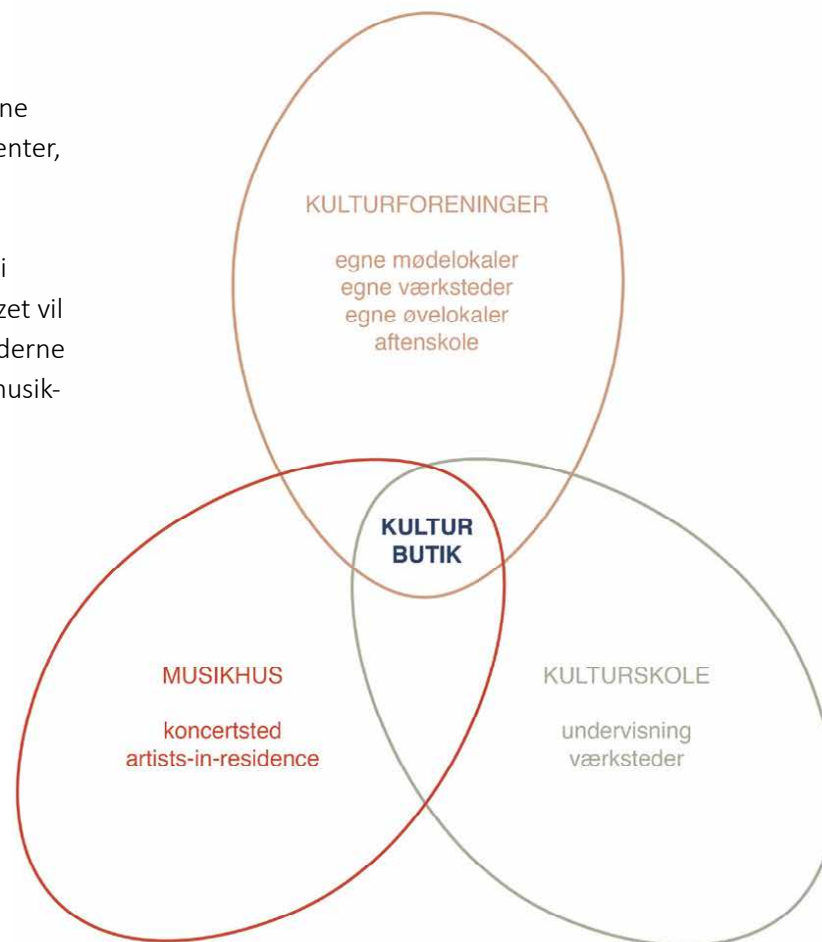 ne
enter,
i
zet vil
derne
nusik-
KULTURFORENINGER
egne mødelokaler
egne værksteder
egne øvelokaler
aftenskole
KULTUR
BUTIK
MUSIKHUS
koncertsted
artists-in-residence
KULTURSKOLE
undervisning
værksteder